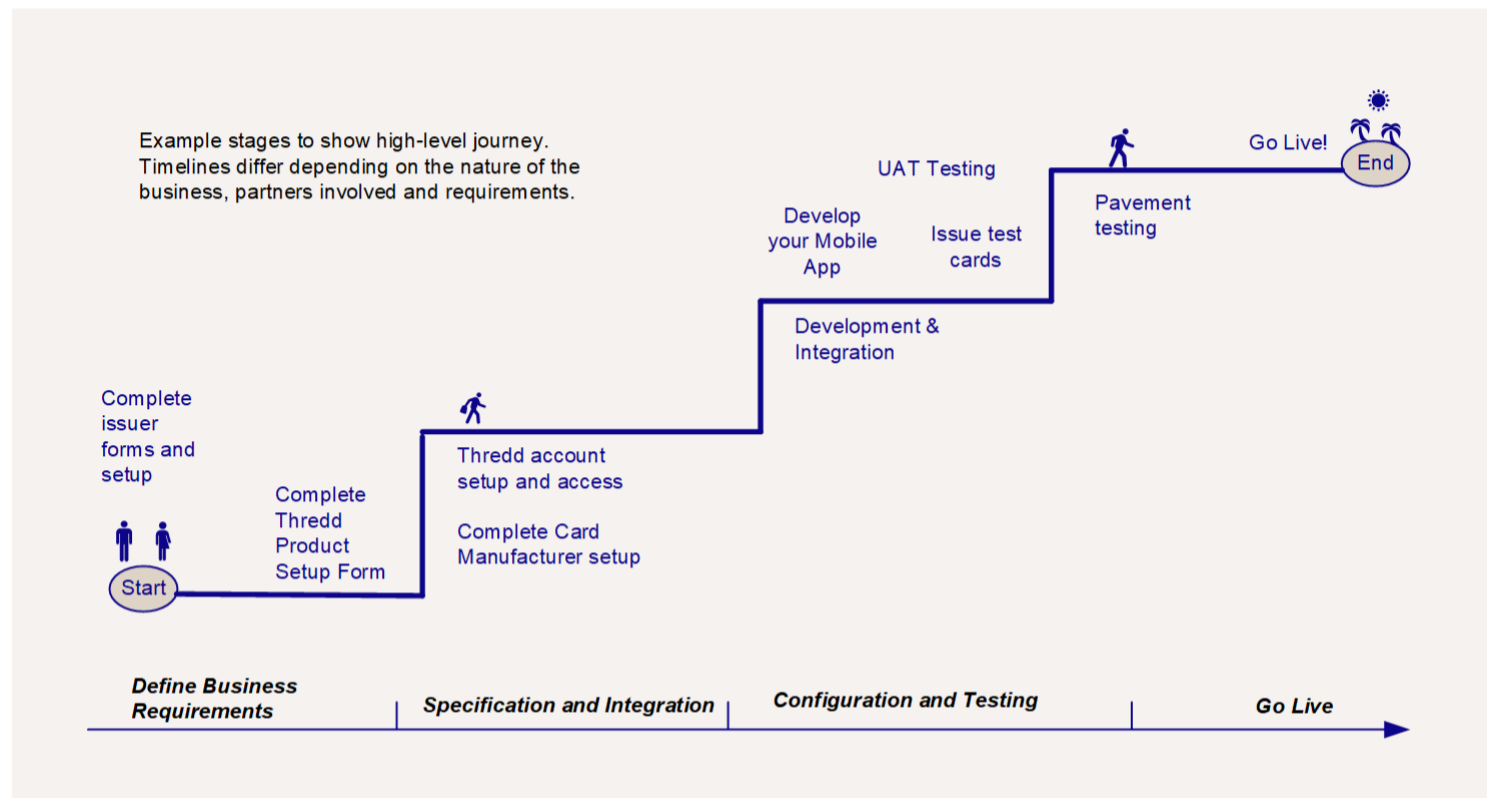 Example stages to show high-level journey.
Timelines differ depending on the nature of the
business, partners involved and requirements.
Complete
issuer
forms and
setup
Start
Complete
Thredd
Product
Setup Form
Thredd account
setup and access
Complete Card
Manufacturer setup
Develop
your Mobile
App
UAT Testing
Issue test
cards
Development &
Integration
Pavement
testing
Go Live!
End
Define Business
Requirements
Specification and Integration
Configuration and Testing
Go Live